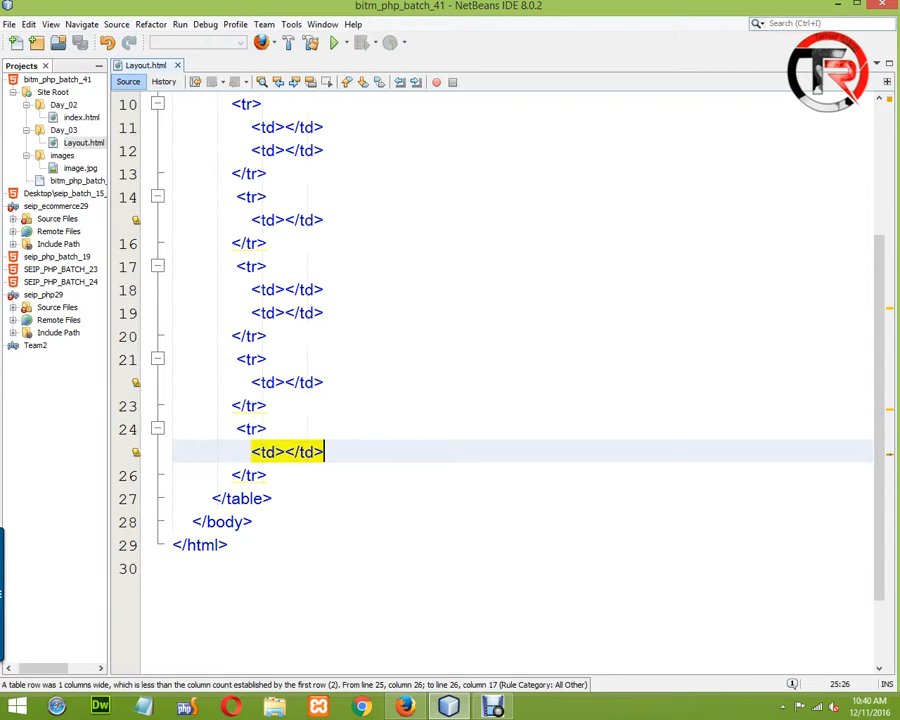 bitm_php_batch_41 - NetBeans IDE 8.0.2
File Edit View Navigate Source Refactor Run Debug Profile Team Tools Window Help
Search (Ctrl+I)
Projects
Layout.html
Source History
bitm_php_batch_41
Site Root
Day_02
index.html
Day_03
Layout.html
images
image.jpg
bitm_php_batch_
Desktop\seip_batch_15_
seip_ecommerce29
Source Files
Remote Files
Include Path
seip_php_batch_19
SEIP_PHP_BATCH_23
SEIP_PHP_BATCH_24
seip_php29
Source Files
Remote Files
Include Path
Team2
10 <tr>
11 <td></td>
12 <td></td>
13 </tr>
14 <tr>
<td></td>
16 </tr>
17 <tr>
18 <td></td>
19 <td></td>
20 </tr>
21 <tr>
<td></td>
23 </tr>
24 <tr>
<td></td>
26 </tr>
27 </table>
28 </body>
29 </html>
30
A table row was 1 columns wide, which is less than the column count established by the first row (2). From line 25, column 26; to line 26, column 17 (Rule Category: All Other)
1
25:26 INS
Dw
php
10:40 AM
12/11/2016